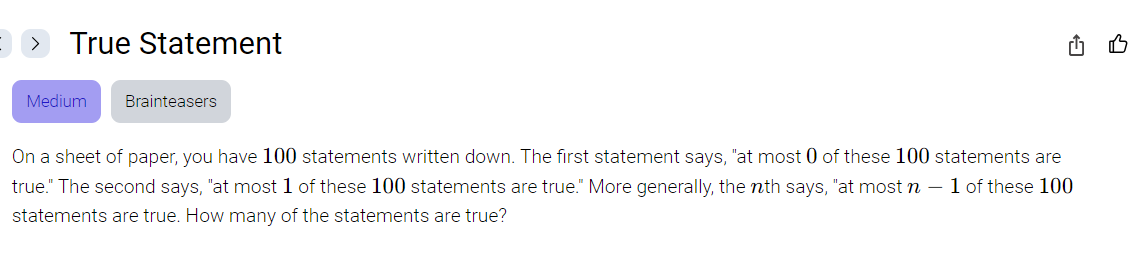 True Statement
Medium
Brainteasers
On a sheet of paper, you have 100 statements written down. The first statement says, "at most 0 of these 100 statements are
true." The second says, "at most 1 of these 100 statements are true." More generally, the nth says, "at most n − 1 of these 100
statements are true. How many of the statements are true?